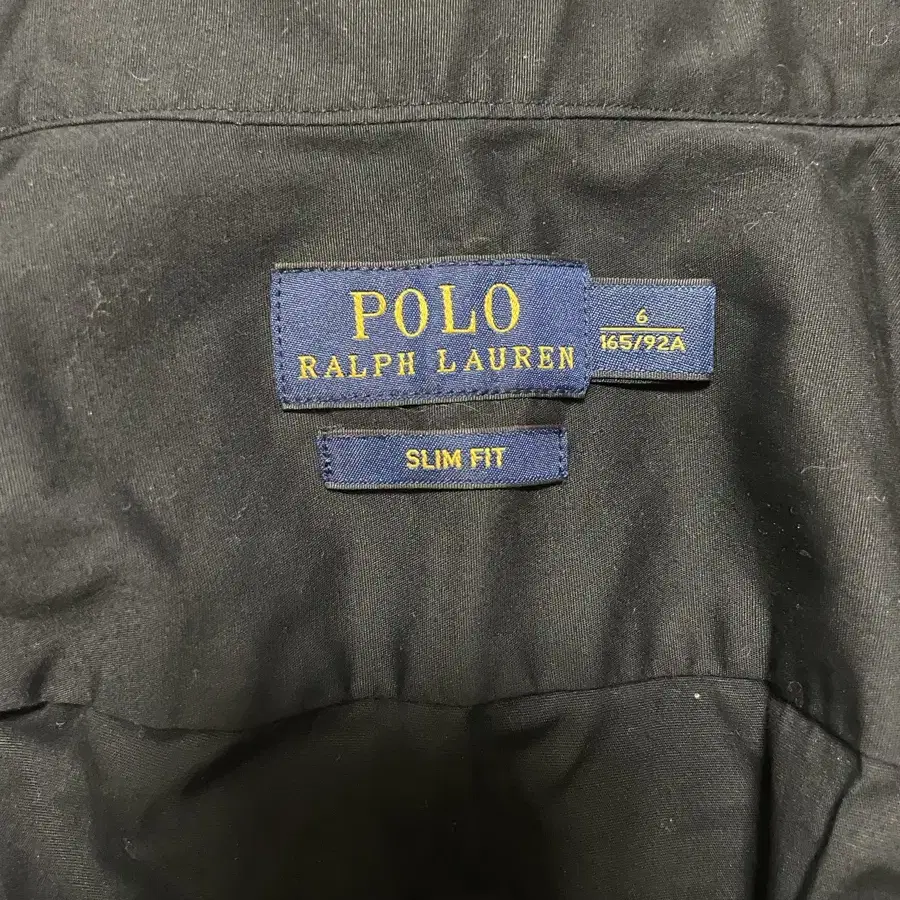 POLO
RALPH LAUREN
6
165/92A
SLIM FIT